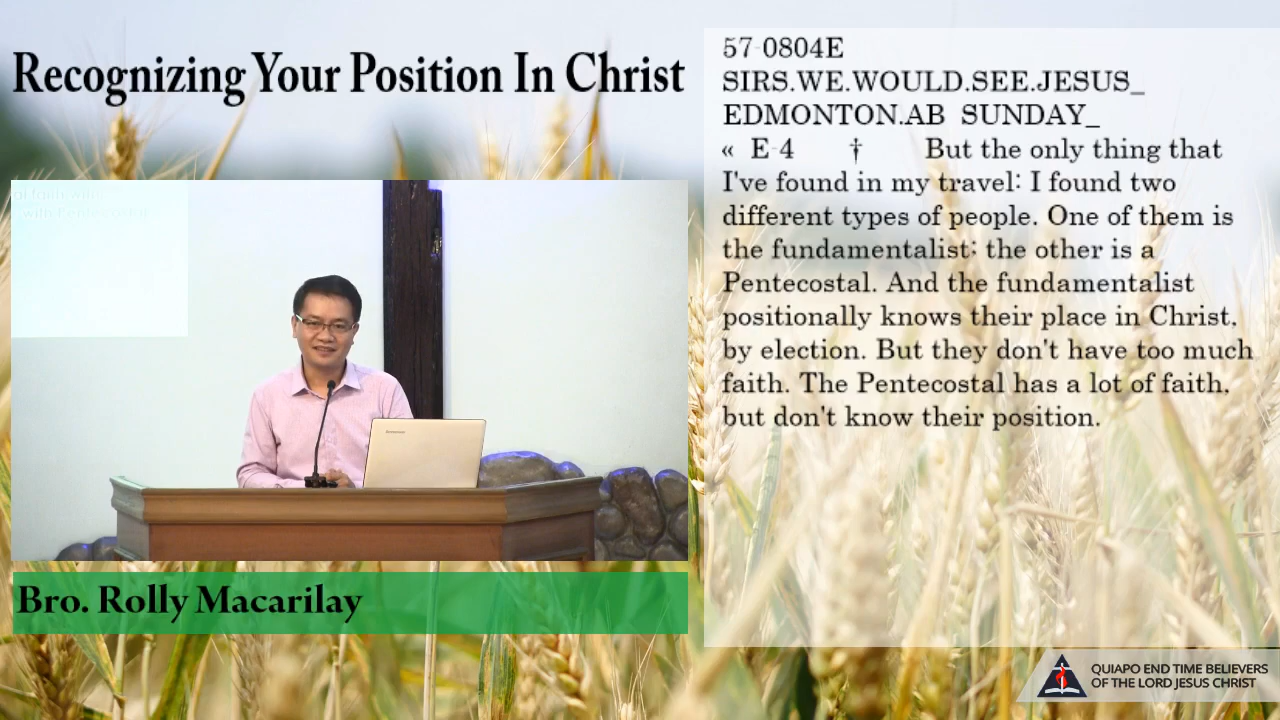 Recognizing Your Position In Christ
57-0804E
SIRS.WE.WOULD.SEE.JESUS_
EDMONTON.AB SUNDAY_
« E-4 † But the only thing that
I've found in my travel: I found two
different types of people. One of them is
the fundamentalist; the other is a
Pentecostal. And the fundamentalist
positionally knows their place in Christ,
by election. But they don't have too much
faith. The Pentecostal has a lot of faith,
but don't know their position.
Bro. Rolly Macarilay
QUIAPO END TIME BELIEVERS
OF THE LORD JESUS CHRIST